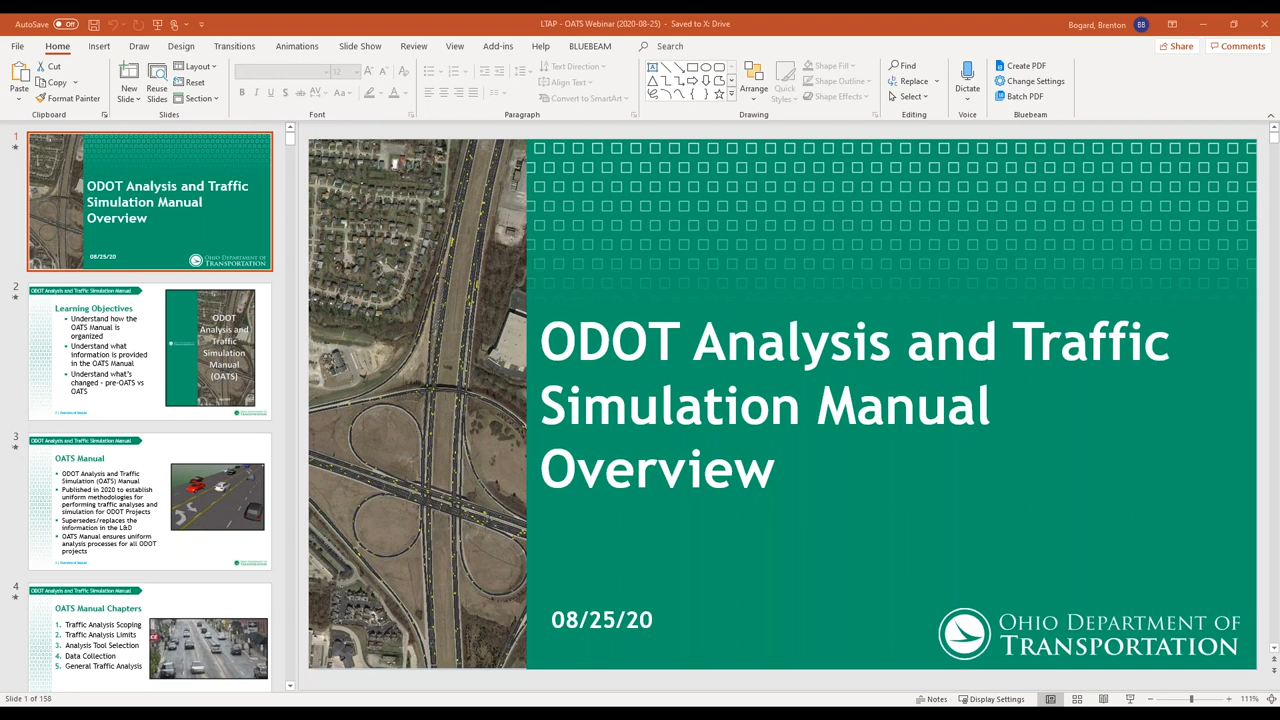 AutoSave Off
LTAP - OATS Webinar (2020-08-25) - Saved to X: Drive
Bogard, Brenton BB
File Home Insert Draw Design Transitions Animations Slide Show Review View Add-ins Help BLUEBEAM Search
Share Comments
Paste
Cut
Copy
Format Painter
Clipboard
New
Slide
Reuse
Slides
Layout
Reset
Section
Slides
12
Font
Text Direction
Align Text
Convert to SmartArt
Paragraph
Arrange
Quick
Styles
Shape Fill
Shape Outline
Shape Effects
Drawing
Find
Replace
Select
Editing
Dictate
Voice
Create PDF
Change Settings
Batch PDF
Bluebeam
1
ODOT Analysis and Traffic
Simulation Manual
Overview
08/25/20
OHIO DEPARTMENT OF
TRANSPORTATION
2
ODOT Analysis and Traffic Simulation Manual
Learning Objectives
• Understand how the
OATS Manual is
organized
• Understand what
information is provided
in the OATS Manual
• Understand what's
changed - pre-OATS vs
OATS
ODOT
Analysis and
Traffic
Simulation
Manual
(OATS)
3
ODOT Analysis and Traffic Simulation Manual
OATS Manual
• ODOT Analysis and Traffic
Simulation (OATS) Manual
• Published in 2020 to establish
uniform methodologies for
performing traffic analyses and
simulation for ODOT Projects
• Supersedes/replaces the
information in the L&D
• OATS Manual ensures uniform
analysis processes for all ODOT
projects
4
ODOT Analysis and Traffic Simulation Manual
OATS Manual Chapters
1. Traffic Analysis Scoping
2. Traffic Analysis Limits
3. Analysis Tool Selection
4. Data Collection
5. General Traffic Analysis
ODOT Analysis and Traffic
Simulation Manual
Overview
08/25/20
OHIO DEPARTMENT OF
TRANSPORTATION
Slide 1 of 158
Notes Display Settings 111%